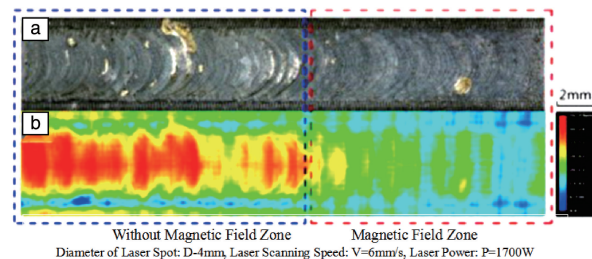 a
2mm
b
Without Magnetic Field Zone Magnetic Field Zone
Diameter of Laser Spot: D-4mm, Laser Scanning Speed: V=6mm/s, Laser Power: P=1700W